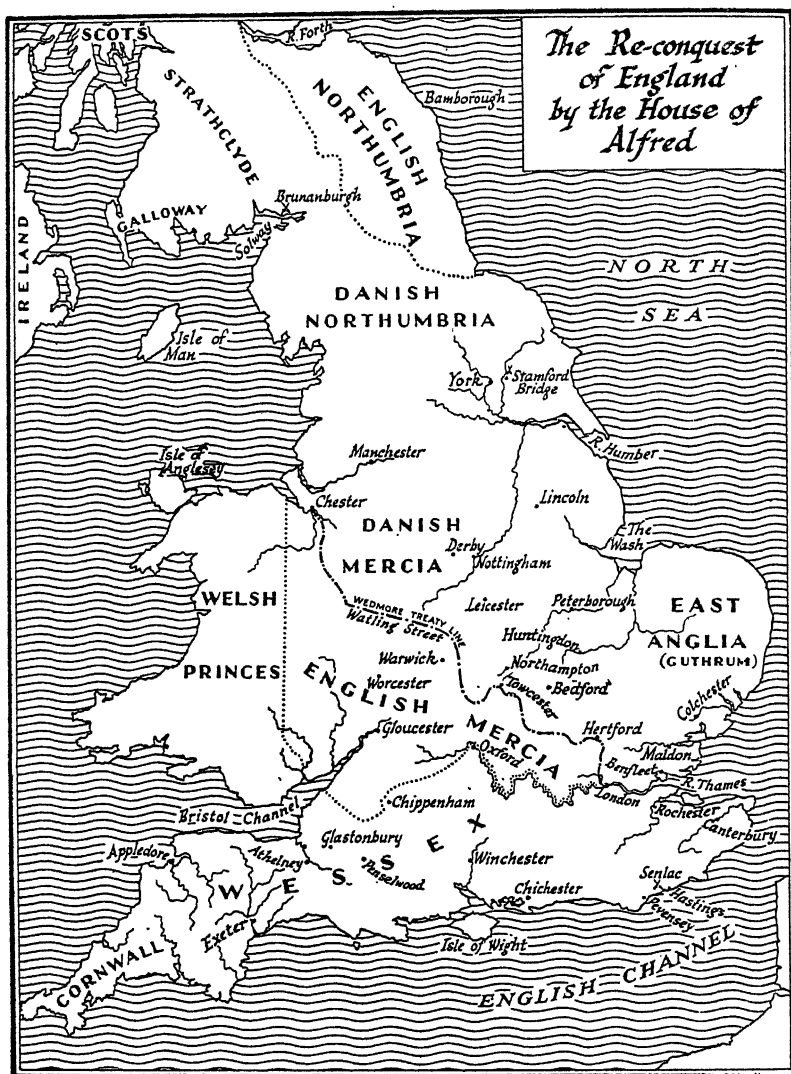 The Re-conquest
of England
by the House of
Alfred
SCOTS
R. Forth
STRATHCLYDE
ENGLISH
NORTHUMBRIA
Bamborough
Brunanburgh
GALLOWAY
Solway
IRELAND
NORTH
SEA
DANISH
NORTHUMBRIA
Isle of
Man
York
Stamford
Bridge
R. Humber
Isle of
Anglesey
Manchester
Chester
Lincoln
DANISH
MERCIA
Derby
Nottingham
The
Wash
WELSH
PRINCES
WEDMORE TREATY LINE
Watling Street
Leicester
Peterborough
EAST
ANGLIA
(GUTHRUM)
Huntingdon
Warwick
Northampton
Towcester
Bedford
Worcester
ENGLISH
MERCIA
Colchester
Gloucester
Hertford
Oxford
Maldon
Benfleet
R. Thames
London
Rochester
Canterbury
Bristol Channel
Chippenham
Glastonbury
Appledore
Athelney
Penselwood
WESSEX
Winchester
Senlac
Hastings
Pevensey
Chichester
Exeter
Isle of Wight
CORNWALL
ENGLISH CHANNEL